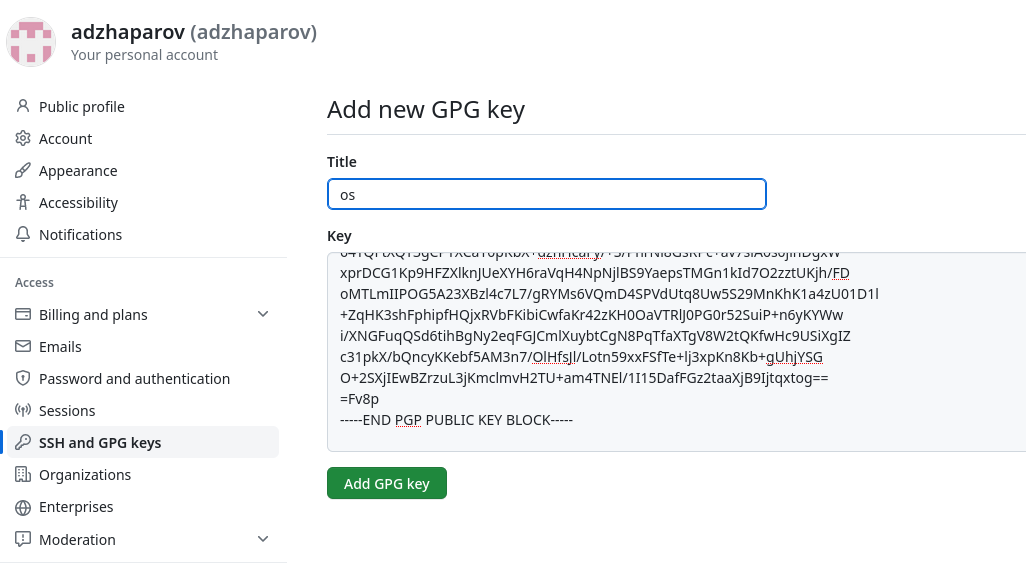 adzhaparov (adzhaparov)
Your personal account
Public profile
Account
Appearance
Accessibility
Notifications
Access
Billing and plans
Emails
Password and authentication
Sessions
SSH and GPG keys
Organizations
Enterprises
Moderation
Add new GPG key
Title
os
Key
xprDCG1Kp9HFZXlknJUeXYH6raVqH4NpNjlBS9YaepsTMGn1kId7O2zztUKjh/FD
oMTLmIIPOG5A23XBzl4c7L7/gRYMs6VQmD4SPVdUtq8Uw5S29MnKhK1a4zU01D1l
+ZqHK3shFphipfHQjxRVbFKibiCwfaKr42zKH0OaVTRlJ0PG0r52SuiP+n6yKYWw
i/XNGFuqQSd6tihBgNy2eqFGJCmlXuybtCgN8PqTfaXTgV8W2tQKfwHc9USiXgIZ
c31pkX/bQncyKKebf5AM3n7/OlHfsJl/Lotn59xxFSfTe+lj3xpKn8Kb+gUhjYSG
O+2SXjIEwBZrzuL3jKmclmvH2TU+am4TNEl/1I15DafFGz2taaXjB9Ijtqxtog==
=Fv8p
-----END PGP PUBLIC KEY BLOCK-----
Add GPG key